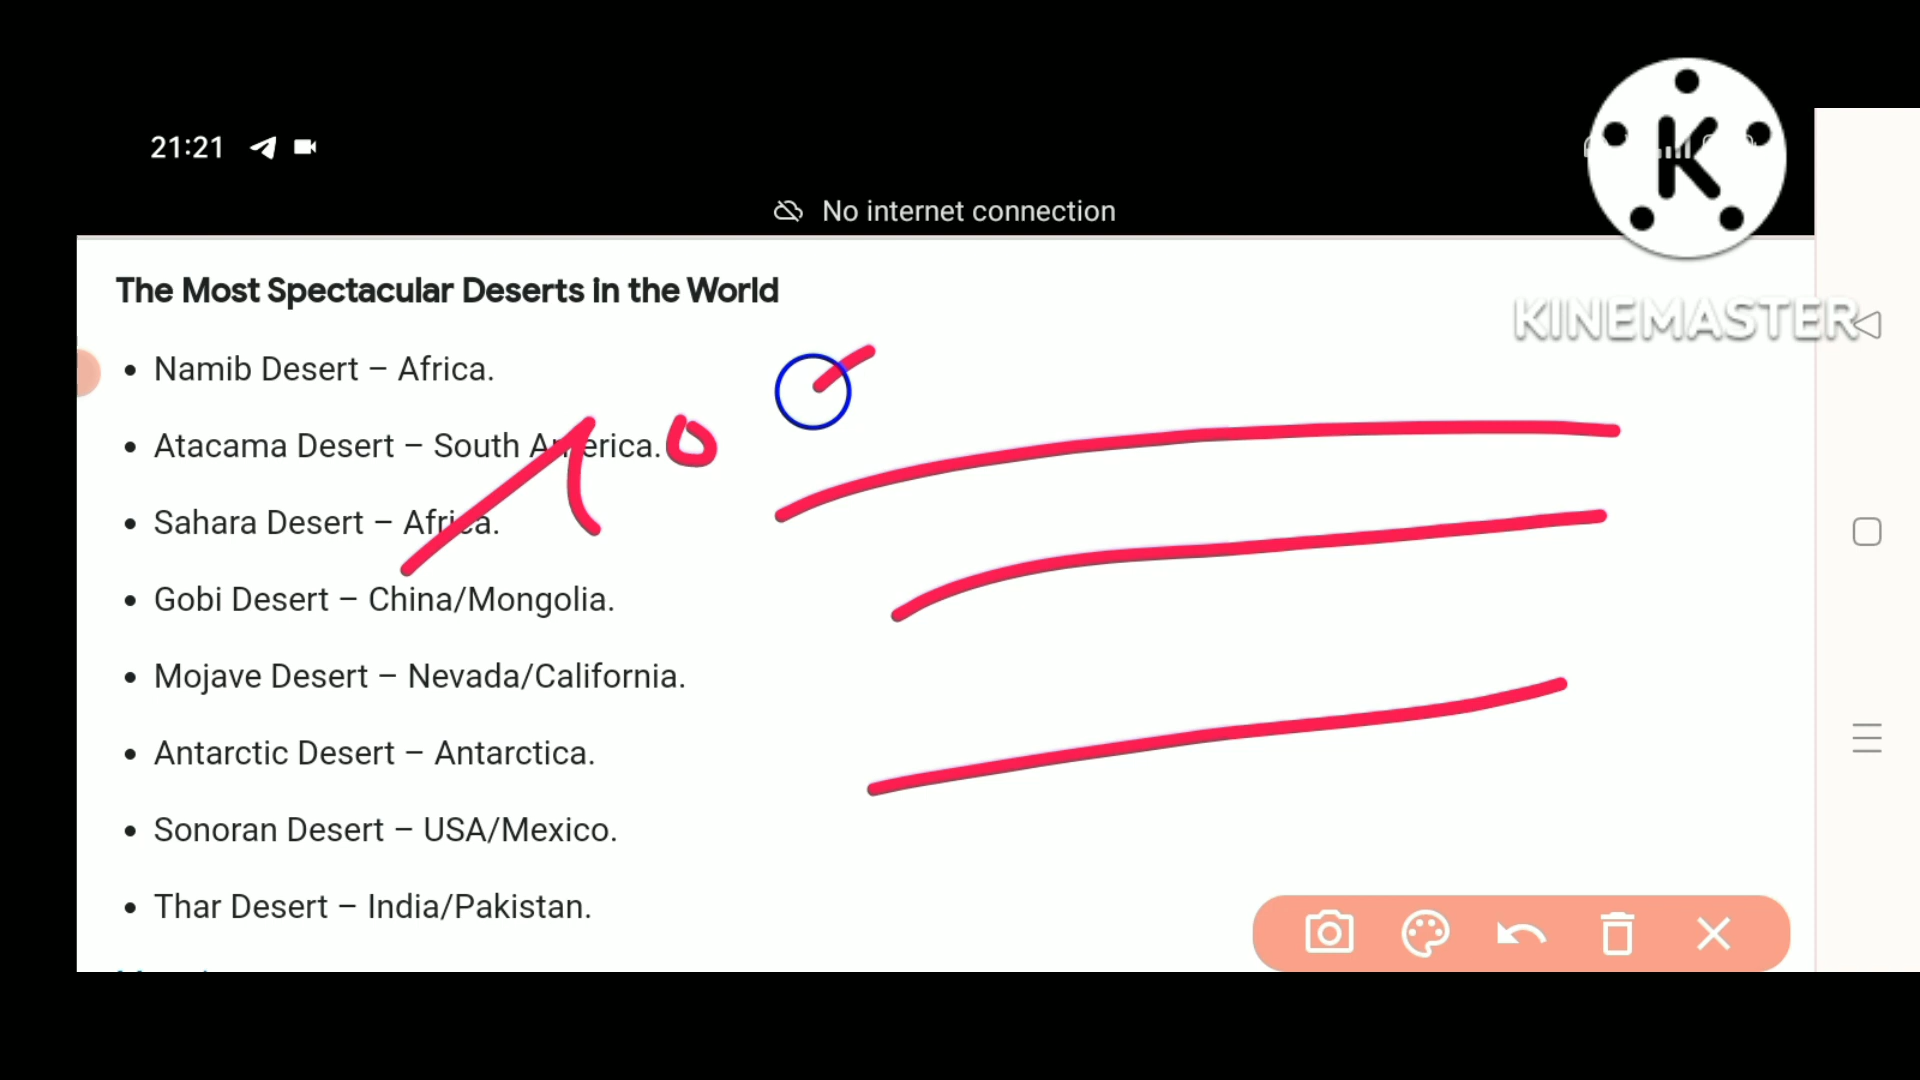 21:21
No internet connection
K
KINEMASTER
The Most Spectacular Deserts in the World
• Namib Desert – Africa.
• Atacama Desert – South America.
• Sahara Desert – Africa.
• Gobi Desert – China/Mongolia.
• Mojave Desert – Nevada/California.
• Antarctic Desert – Antarctica.
• Sonoran Desert – USA/Mexico.
• Thar Desert – India/Pakistan.